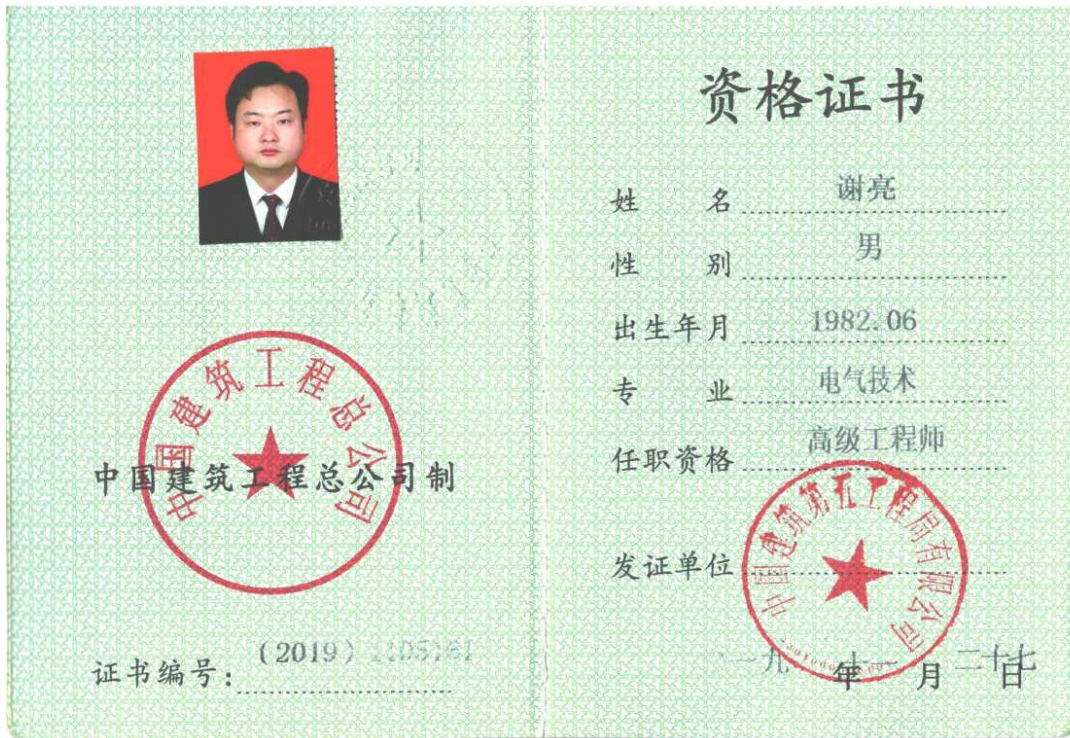 中国建筑工程总公司
中国建筑工程总公司制
证书编号：(2019)
资格证书
姓 名 谢亮
性 别 男
出生年月 1982.06
专 业 电气技术
任职资格 高级工程师
发证单位
中国建筑第五工程局有限公司
一九年 月二十七日